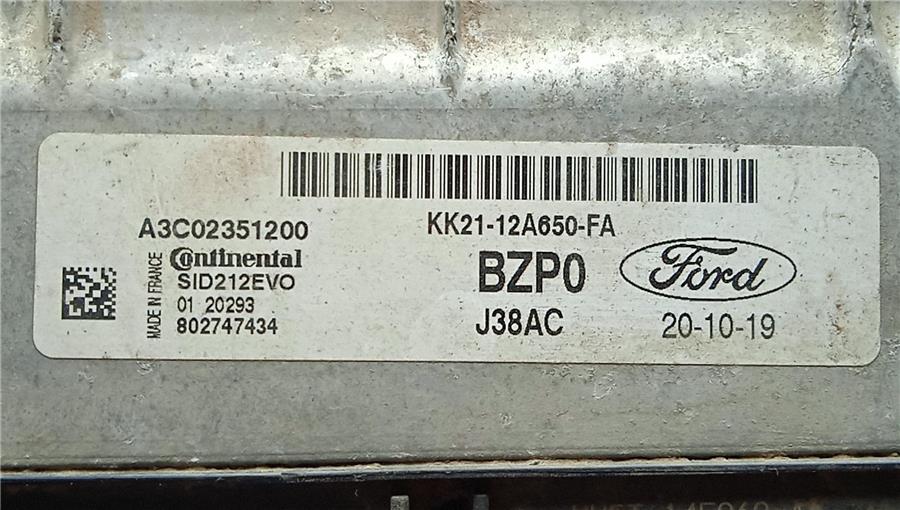 A3C02351200
KK21-12A650-FA
MADE IN FRANCE
Continental
SID212EVO
01 20293
802747434
BZP0
Ford
J38AC
20-10-19